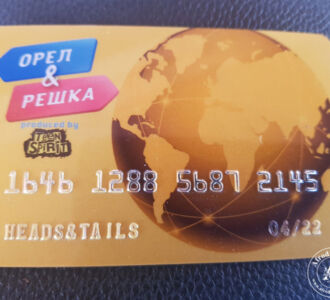 ОРЕЛ
&
РЕШКА
produced by
TEEN
SPIRIT
1646 1288 5687 2145
HEADS&TAILS 04/22